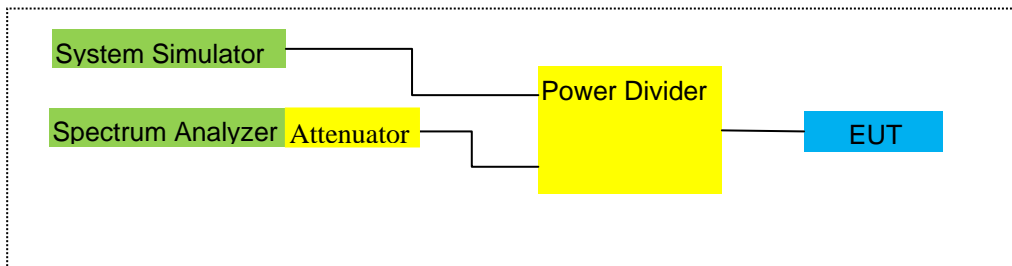 System Simulator
Power Divider
Spectrum Analyzer Attenuator
EUT